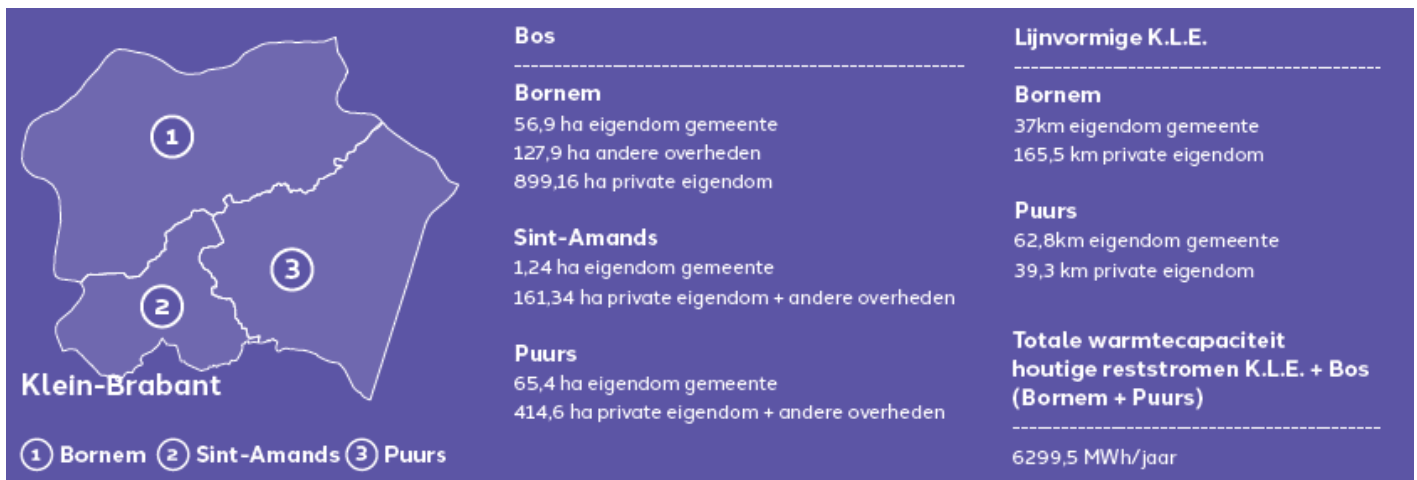 1
2
3
Klein-Brabant
1 Bornem 2 Sint-Amands 3 Puurs
Bos
Bornem
56,9 ha eigendom gemeente
127,9 ha andere overheden
899,16 ha private eigendom
Sint-Amands
1,24 ha eigendom gemeente
161,34 ha private eigendom + andere overheden
Puurs
65,4 ha eigendom gemeente
414,6 ha private eigendom + andere overheden
Lijnvormige K.L.E.
Bornem
37km eigendom gemeente
165,5 km private eigendom
Puurs
62,8km eigendom gemeente
39,3 km private eigendom
Totale warmtecapaciteit
houtige reststromen K.L.E. + Bos
(Bornem + Puurs)
6299,5 MWh/jaar